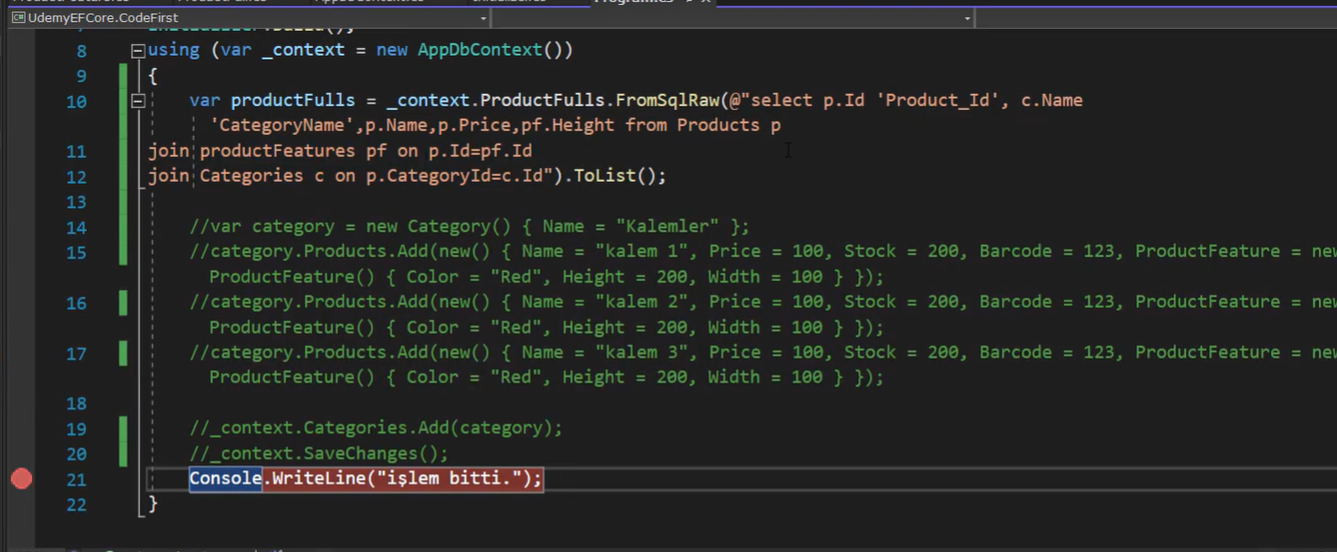 UdemyEFCore.CodeFirst
8 using (var _context = new AppDbContext())
9 {
10 var productFulls = _context.ProductFulls.FromSqlRaw(@"select p.Id 'Product_Id', c.Name
'CategoryName',p.Name,p.Price,pf.Height from Products p
11 join productFeatures pf on p.Id=pf.Id
12 join Categories c on p.CategoryId=c.Id").ToList();
13
14 //var category = new Category() { Name = "Kalemler" };
15 //category.Products.Add(new() { Name = "kalem 1", Price = 100, Stock = 200, Barcode = 123, ProductFeature = new
ProductFeature() { Color = "Red", Height = 200, Width = 100 } });
16 //category.Products.Add(new() { Name = "kalem 2", Price = 100, Stock = 200, Barcode = 123, ProductFeature = new
ProductFeature() { Color = "Red", Height = 200, Width = 100 } });
17 //category.Products.Add(new() { Name = "kalem 3", Price = 100, Stock = 200, Barcode = 123, ProductFeature = new
ProductFeature() { Color = "Red", Height = 200, Width = 100 } });
18
19 //_context.Categories.Add(category);
20 //_context.SaveChanges();
21 Console.WriteLine("işlem bitti.");
22 }